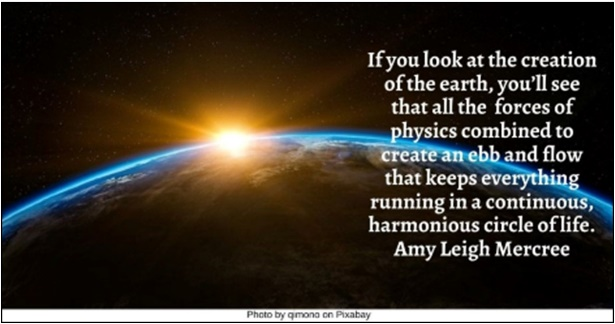 If you look at the creation
of the earth, you'll see
that all the forces of
physics combined to
create an ebb and flow
that keeps everything
running in a continuous,
harmonious circle of life.
Amy Leigh Mercree
Photo by qimono on Pixabay